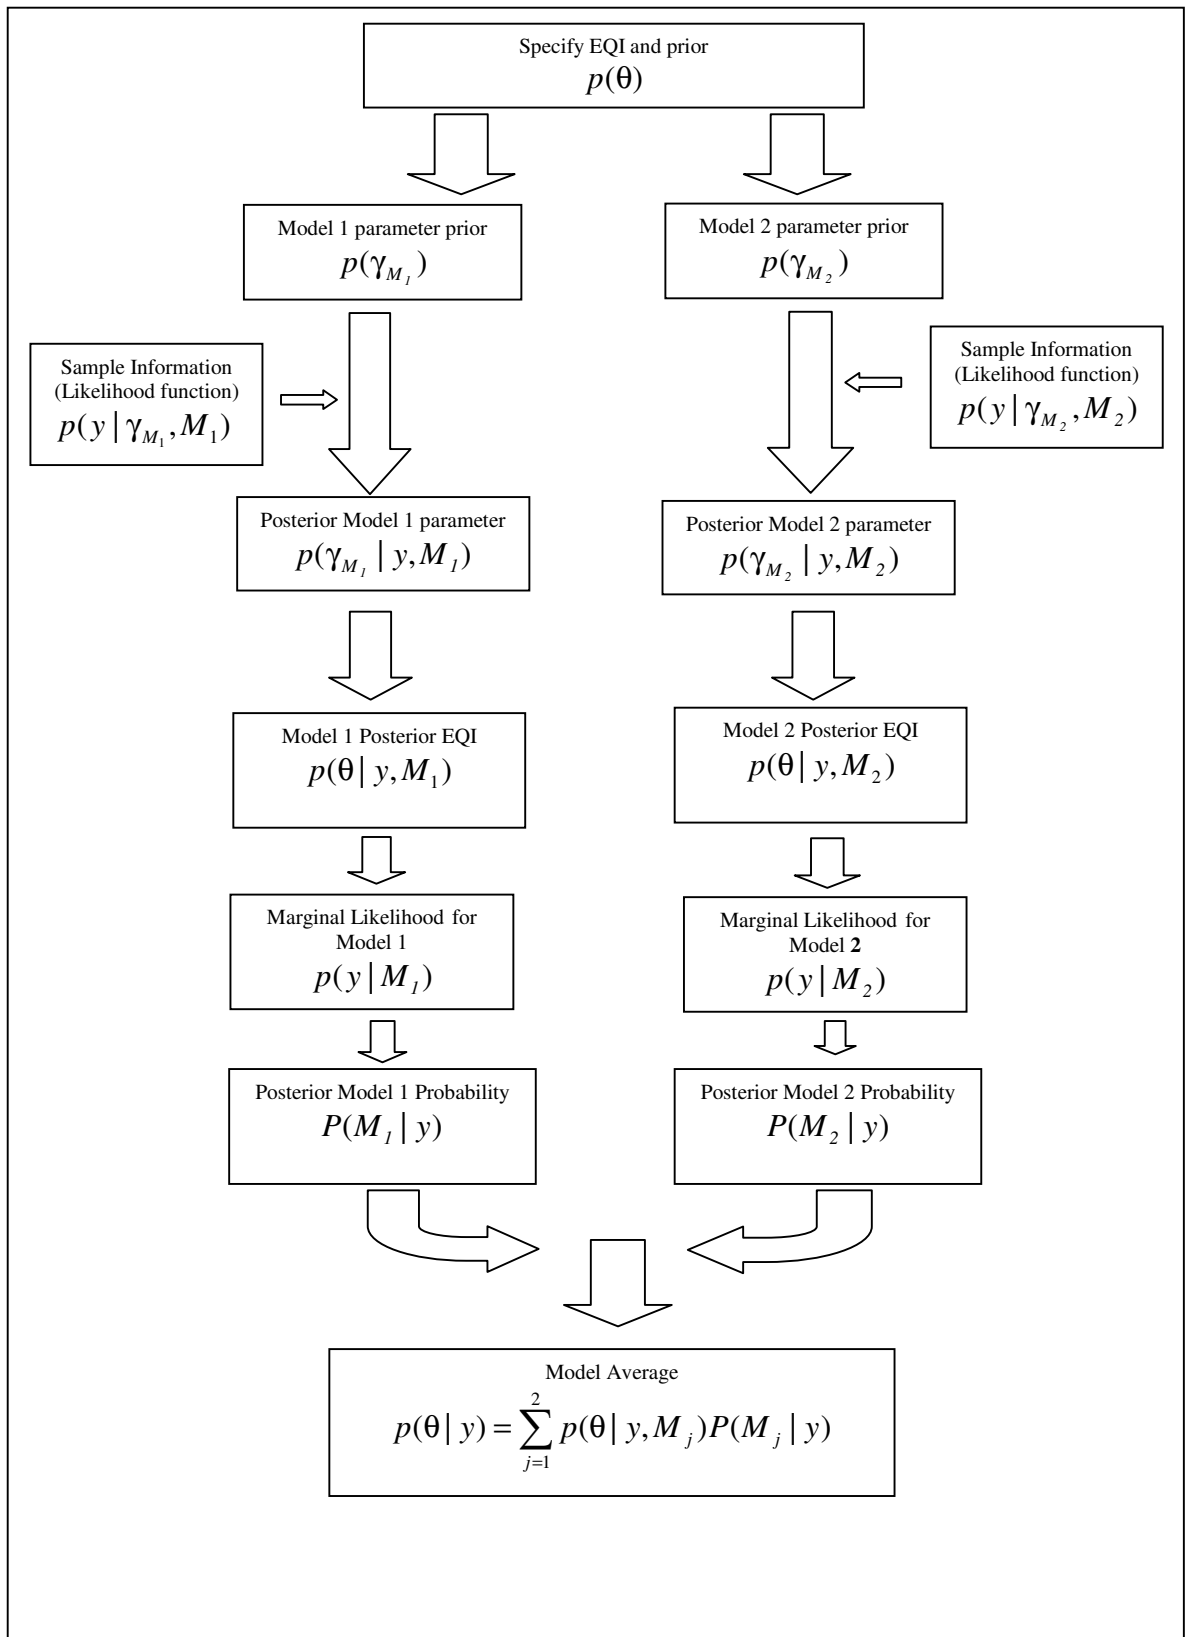 Specify EQI and prior
p(θ)
Model 1 parameter prior
p(γ_{M_1})
Model 2 parameter prior
p(γ_{M_2})
Sample Information
(Likelihood function)
p(y | γ_{M_1}, M_1)
Sample Information
(Likelihood function)
p(y | γ_{M_2}, M_2)
Posterior Model 1 parameter
p(γ_{M_1} | y, M_1)
Posterior Model 2 parameter
p(γ_{M_2} | y, M_2)
Model 1 Posterior EQI
p(θ | y, M_1)
Model 2 Posterior EQI
p(θ | y, M_2)
Marginal Likelihood for
Model 1
p(y | M_1)
Marginal Likelihood for
Model 2
p(y | M_2)
Posterior Model 1 Probability
P(M_1 | y)
Posterior Model 2 Probability
P(M_2 | y)
Model Average
p(θ | y) = ∑_{j=1}^{2} p(θ | y, M_j)P(M_j | y)